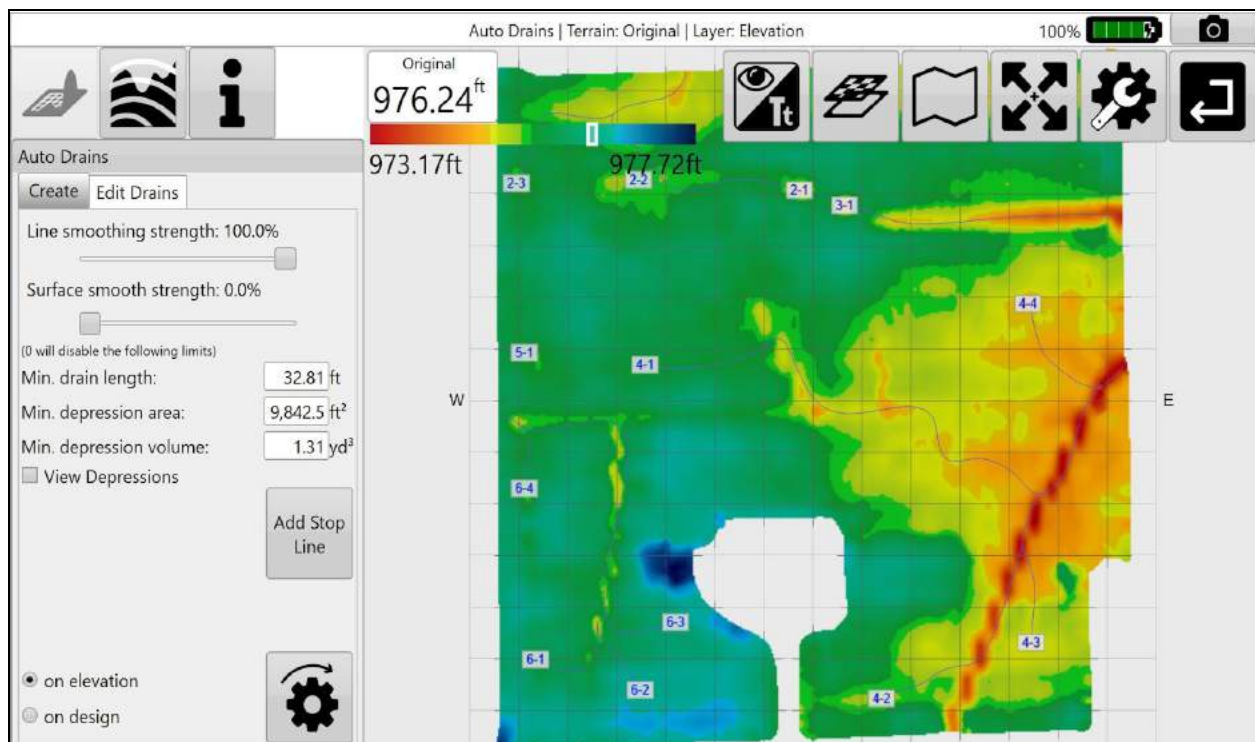 Auto Drains | Terrain: Original | Layer: Elevation
100%
Original
976.24 ft
973.17ft
977.72ft
Tt
Auto Drains
Create
Edit Drains
Line smoothing strength: 100.0%
Surface smooth strength: 0.0%
(0 will disable the following limits)
Min. drain length: 32.81 ft
Min. depression area: 9,842.5 ft²
Min. depression volume: 1.31 yd³
View Depressions
Add Stop
Line
on elevation
on design
2-3
2-2
2-1
3-1
4-4
5-1
4-1
W
E
6-4
6-3
4-3
6-1
6-2
4-2